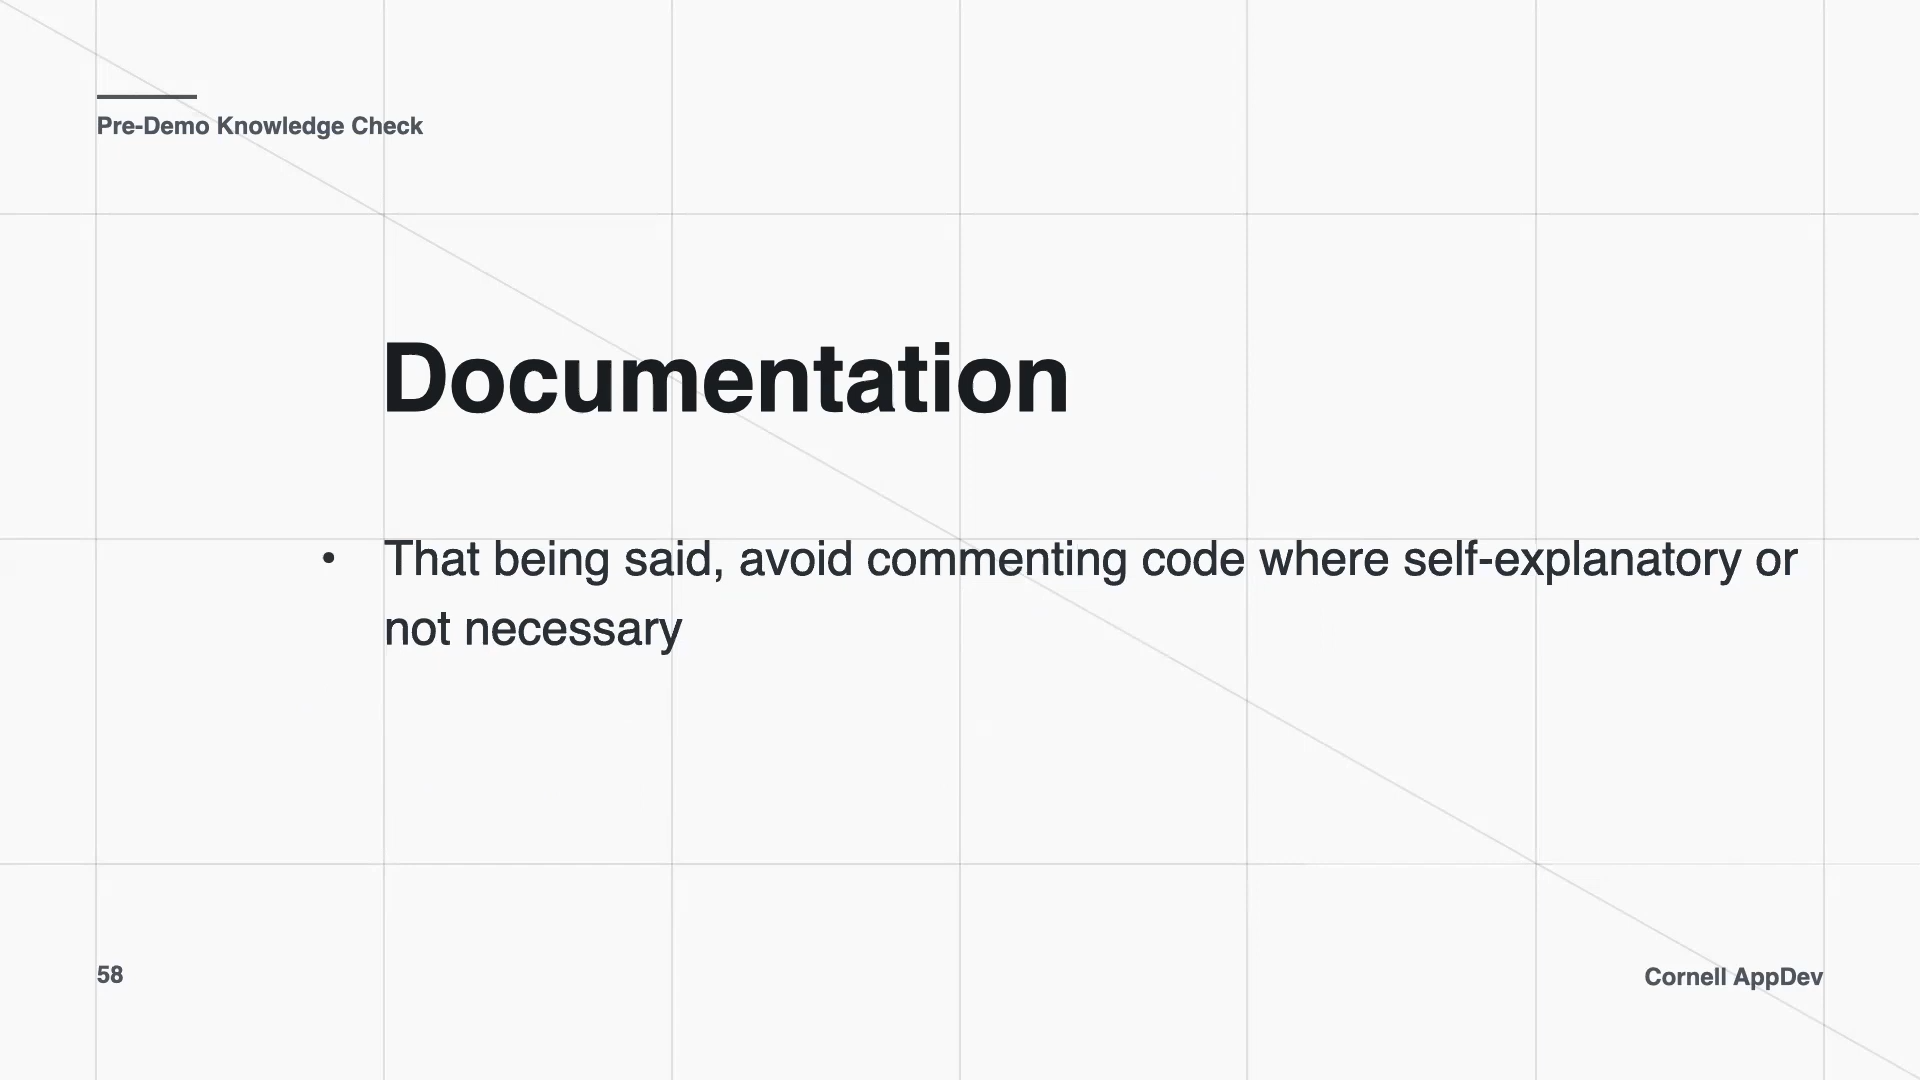 Pre-Demo Knowledge Check
Documentation
• That being said, avoid commenting code where self-explanatory or
not necessary
58
Cornell AppDev